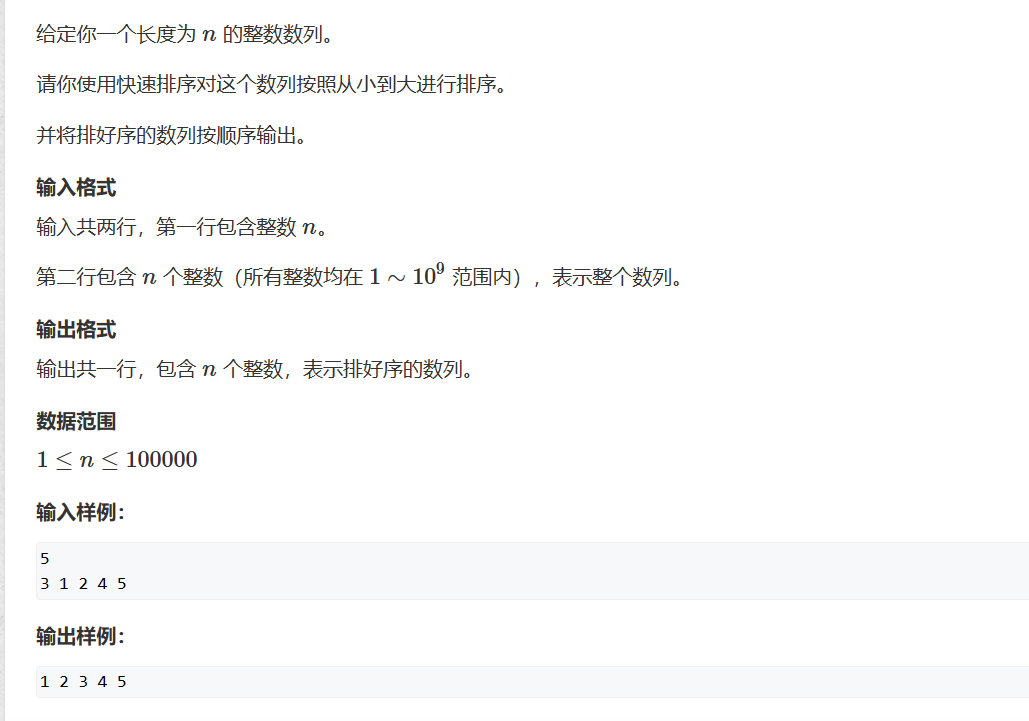 给定你一个长度为 n 的整数数列。
请你使用快速排序对这个数列按照从小到大进行排序。
并将排好序的数列按顺序输出。
输入格式
输入共两行，第一行包含整数 n。
第二行包含 n 个整数（所有整数均在 1 ∼ 10⁹ 范围内），表示整个数列。
输出格式
输出共一行，包含 n 个整数，表示排好序的数列。
数据范围
1 ≤ n ≤ 100000
输入样例：
5
3 1 2 4 5
输出样例：
1 2 3 4 5